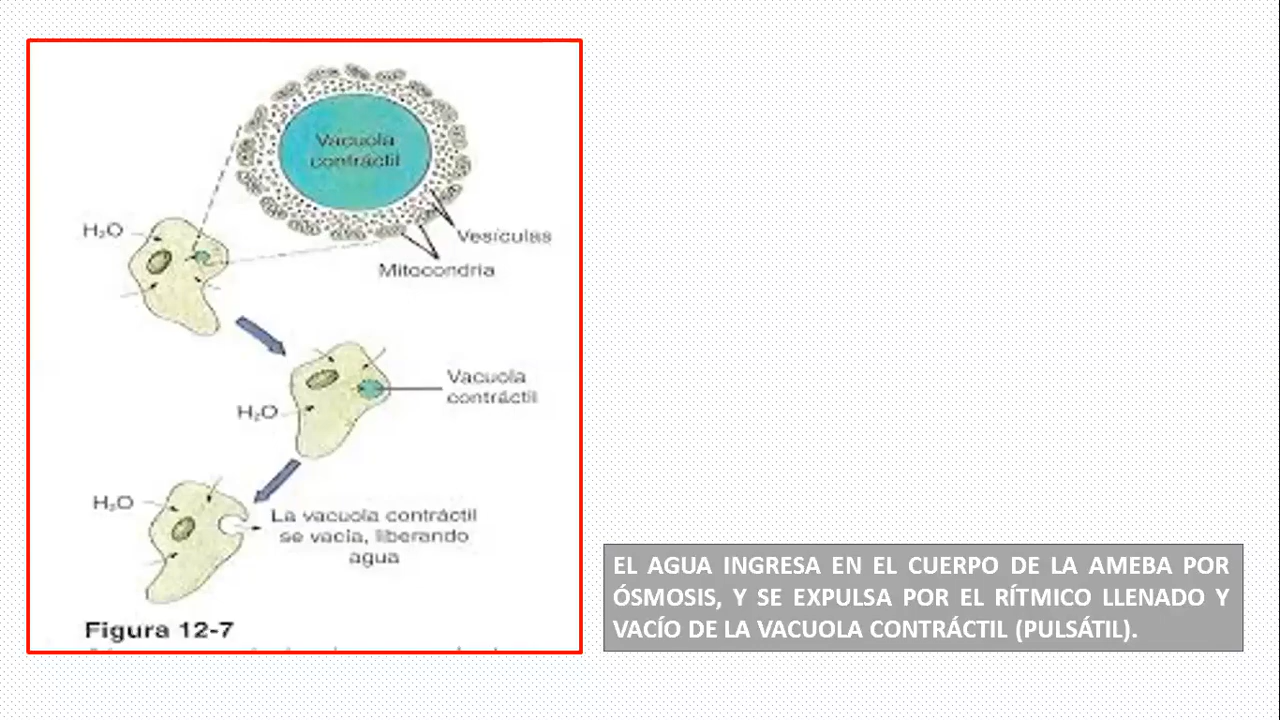 Vacuola
contráctil
H₂O
Vesículas
Mitocondria
Vacuola
contráctil
H₂O
H₂O
La vacuola contráctil
se vacia, liberando
agua
Figura 12-7
EL AGUA INGRESA EN EL CUERPO DE LA AMEBA POR
ÓSMOSIS, Y SE EXPULSA POR EL RÍTMICO LLENADO Y
VACÍO DE LA VACUOLA CONTRÁCTIL (PULSÁTIL).